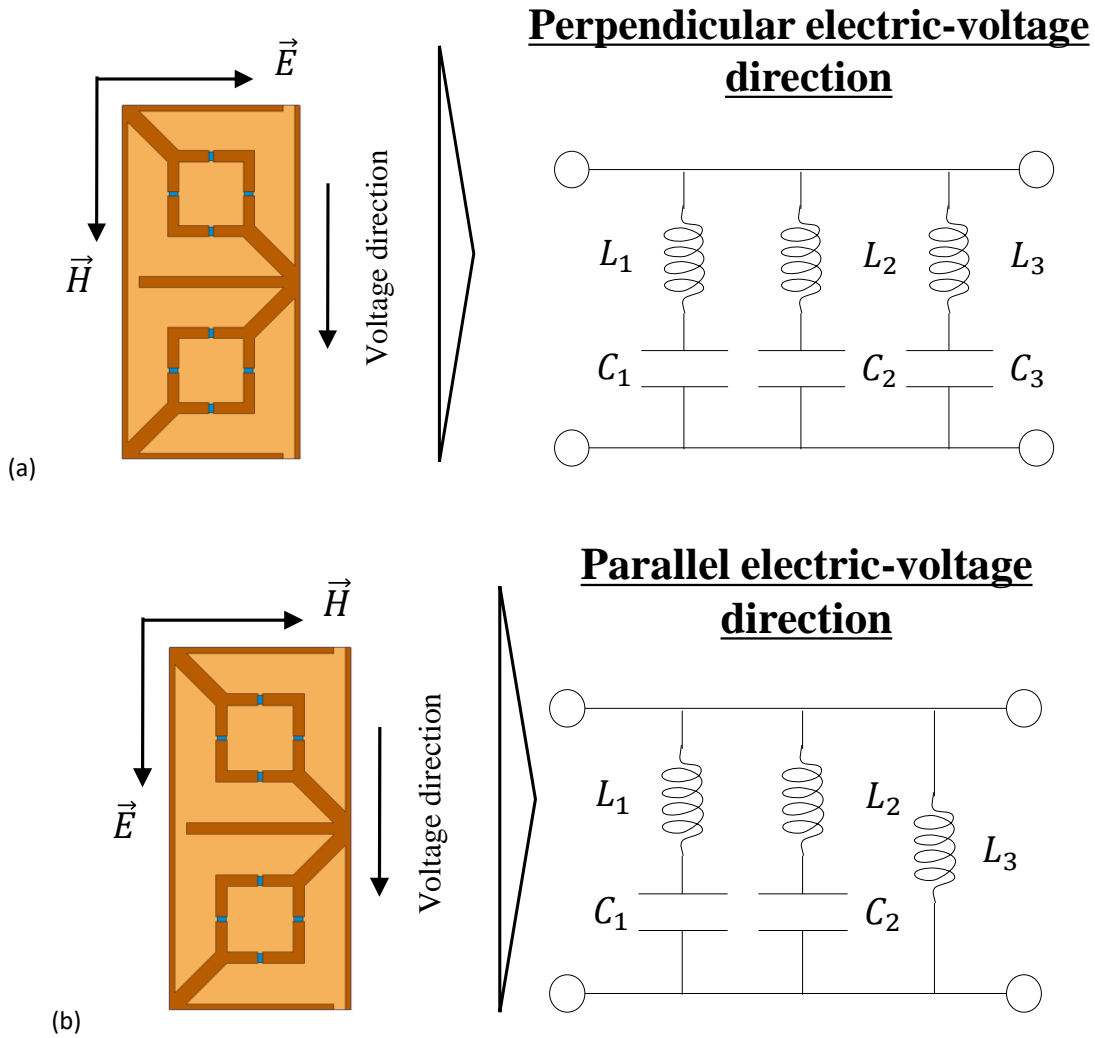 Perpendicular electric-voltage
direction
E⃗
H⃗
Voltage direction
L₁
L₂
L₃
C₁
C₂
C₃
(a)
Parallel electric-voltage
direction
H⃗
E⃗
Voltage direction
L₁
L₂
L₃
C₁
C₂
(b)